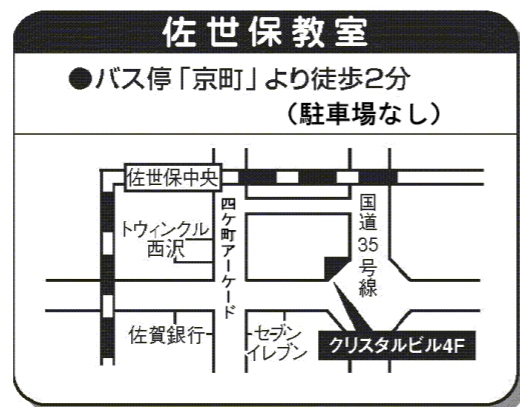 佐世保教室
●バス停「京町」より徒歩2分
（駐車場なし）
佐世保中央
トウィンクル
西沢
四ケ町アーケード
国道35号線
佐賀銀行
セブン
イレブン
クリスタルビル4F